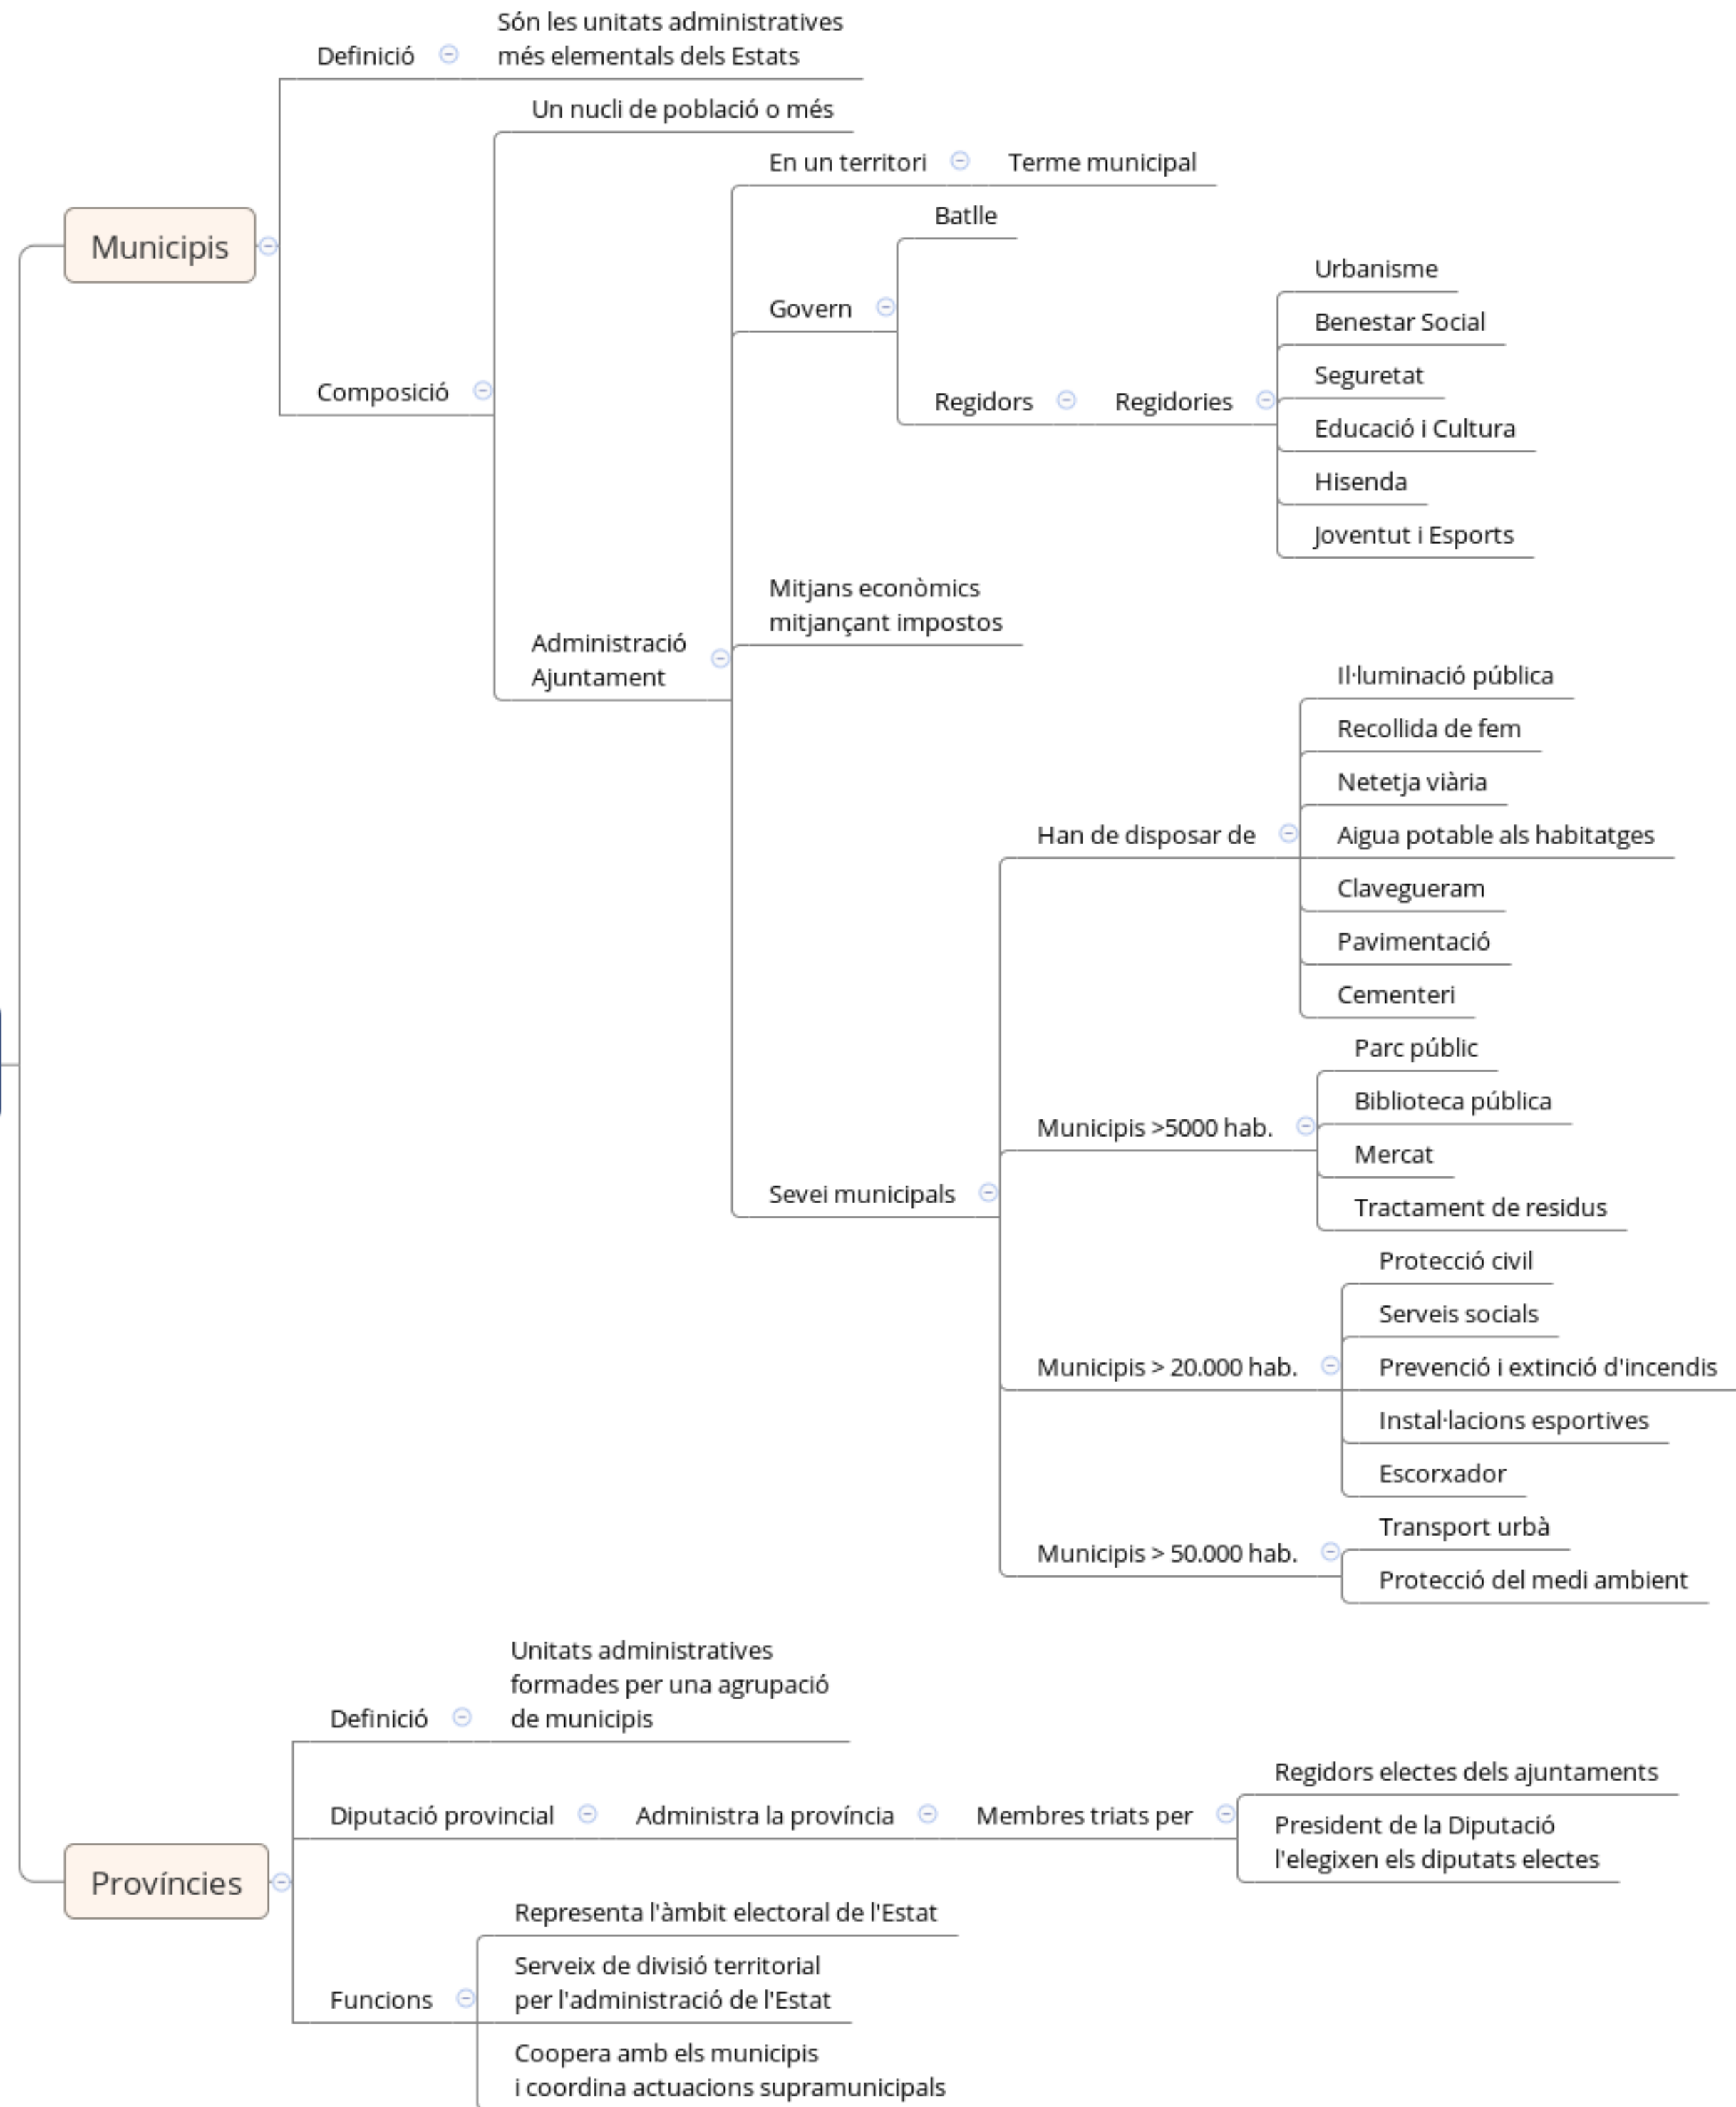 Són les unitats administratives
més elementals dels Estats
Definició
Un nucli de població o més
En un territori
Terme municipal
Batlle
Municipis
Urbanisme
Govern
Benestar Social
Seguretat
Composició
Regidors
Regidories
Educació i Cultura
Hisenda
Joventut i Esports
Mitjans econòmics
mitjançant impostos
Administració
Ajuntament
Il·luminació pública
Recollida de fem
Netetja viària
Han de disposar de
Aigua potable als habitatges
Clavegueram
Pavimentació
Cementeri
Parc públic
Biblioteca pública
Municipis >5000 hab.
Mercat
Sevei municipals
Tractament de residus
Protecció civil
Serveis socials
Municipis > 20.000 hab.
Prevenció i extinció d'incendis
Instal·lacions esportives
Escorxador
Transport urbà
Municipis > 50.000 hab.
Protecció del medi ambient
Unitats administratives
formades per una agrupació
de municipis
Definició
Regidors electes dels ajuntaments
Diputació provincial
Administra la província
Membres triats per
President de la Diputació
l'elegixen els diputats electes
Províncies
Representa l'àmbit electoral de l'Estat
Serveix de divisió territorial
per l'administració de l'Estat
Funcions
Coopera amb els municipis
i coordina actuacions supramunicipals